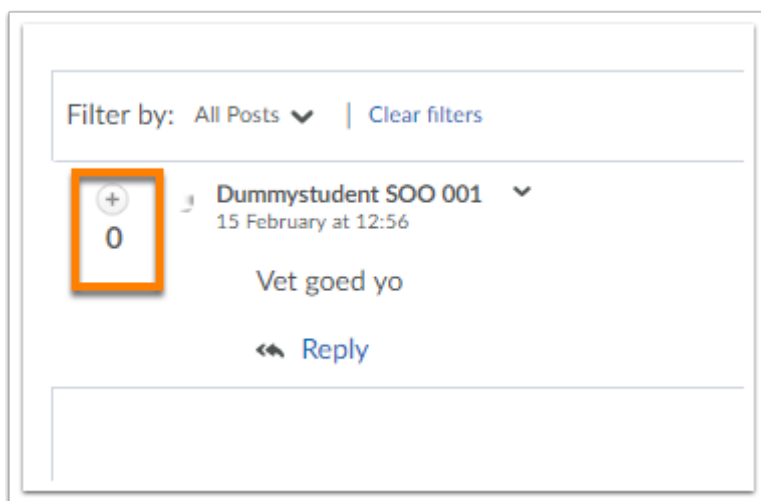 Filter by: All Posts | Clear filters
+
0
Dummystudent SOO 001
15 February at 12:56
Vet goed yo
Reply